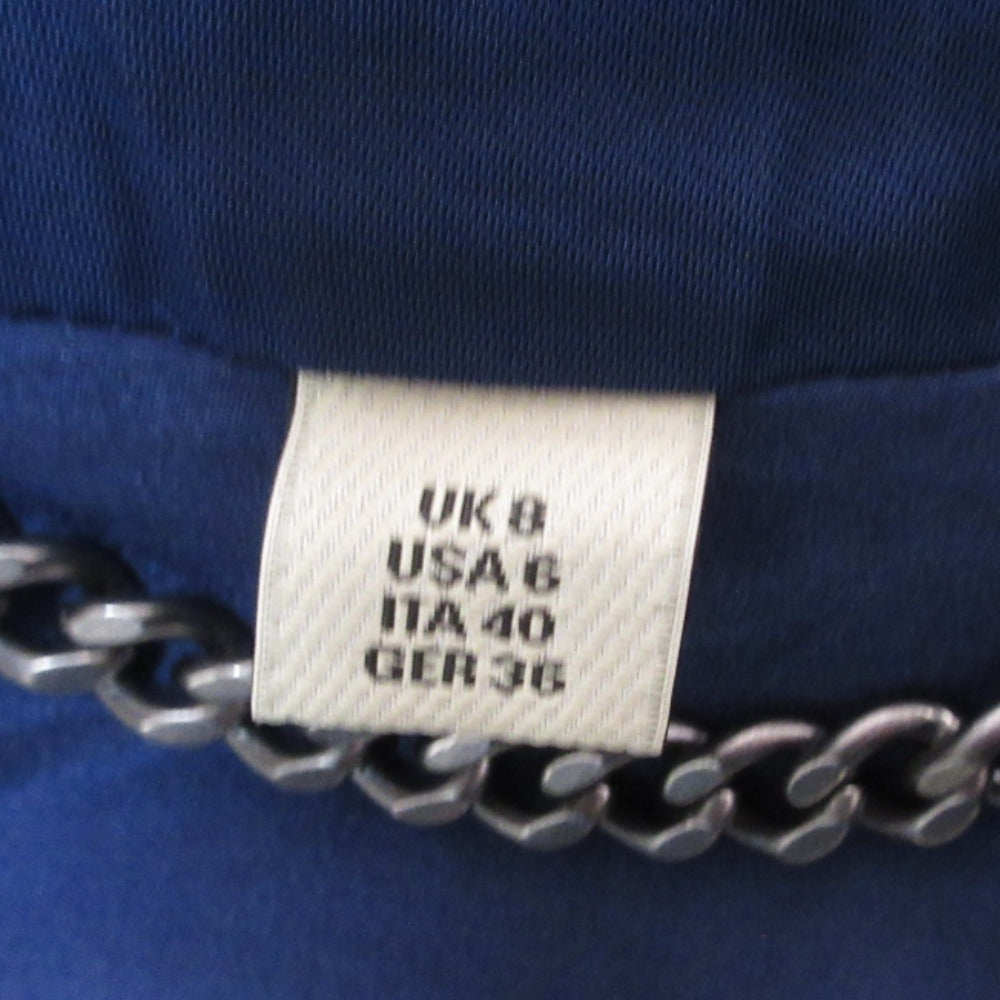 UK 8
USA 6
ITA 40
GER 36